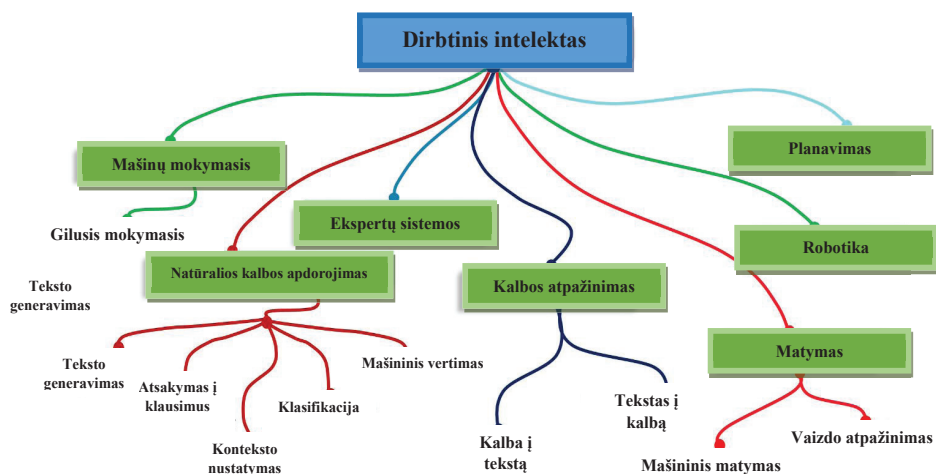 Dirbtinis intelektas
Mašinų mokymasis
Planavimas
Gilusis mokymasis
Ekspertų sistemos
Robotika
Natūralios kalbos apdorojimas
Kalbos atpažinimas
Teksto
generavimas
Matymas
Teksto
generavimas
Atsakymas į
klausimus
Konteksto
nustatymas
Klasifikacija
Mašininis vertimas
Kalba į
tekstą
Tekstas į
kalbą
Mašininis matymas
Vaizdo atpažinimas